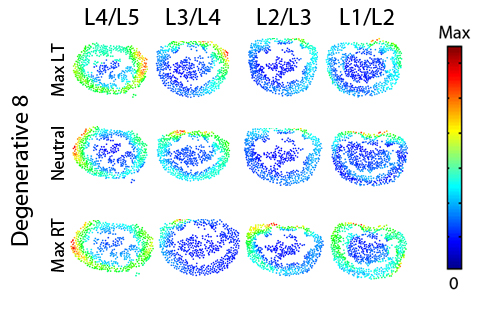 L4/L5 L3/L4 L2/L3 L1/L2
Max
Degenerative 8
Max LT
Neutral
Max RT
0